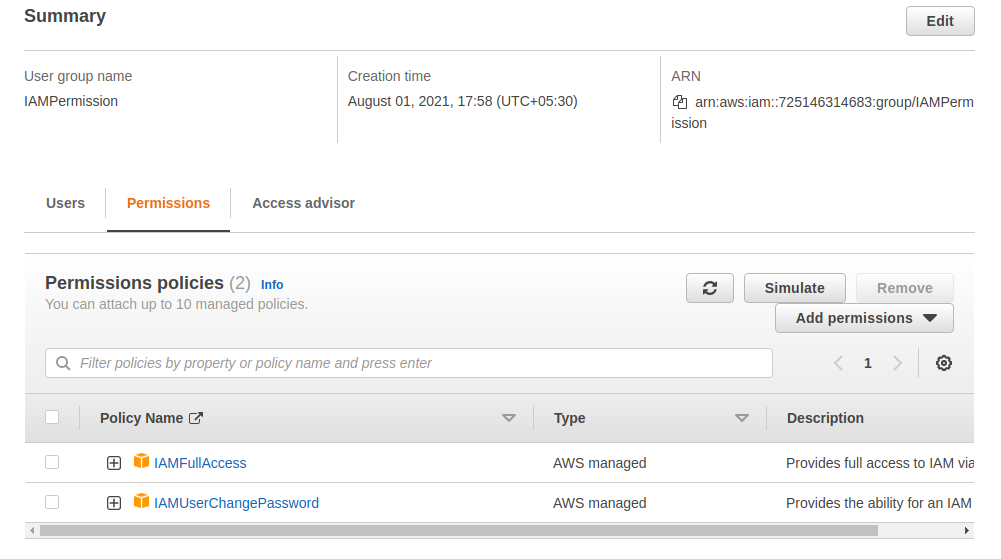 Summary
Edit
User group name
IAMPermission
Creation time
August 01, 2021, 17:58 (UTC+05:30)
ARN
arn:aws:iam::725146314683:group/IAMPerm
ission
Users
Permissions
Access advisor
Permissions policies (2) Info
You can attach up to 10 managed policies.
Simulate
Remove
Add permissions
Filter policies by property or policy name and press enter
1
Policy Name
Type
Description
IAMFullAccess
AWS managed
Provides full access to IAM via
IAMUserChangePassword
AWS managed
Provides the ability for an IAM